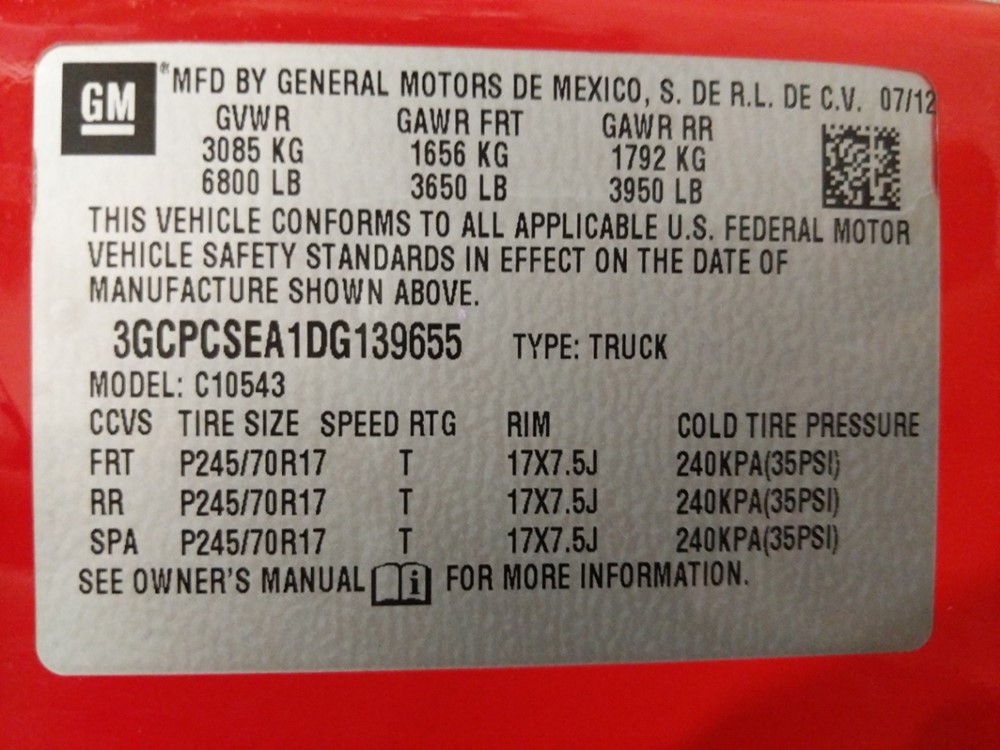 GM ® MFD BY GENERAL MOTORS DE MEXICO, S. DE R.L. DE C.V. 07/12
GVWR GAWR FRT GAWR RR
3085 KG 1656 KG 1792 KG
6800 LB 3650 LB 3950 LB
THIS VEHICLE CONFORMS TO ALL APPLICABLE U.S. FEDERAL MOTOR
VEHICLE SAFETY STANDARDS IN EFFECT ON THE DATE OF
MANUFACTURE SHOWN ABOVE.
3GCPCSEA1DG139655 TYPE: TRUCK
MODEL: C10543
CCVS TIRE SIZE SPEED RTG RIM COLD TIRE PRESSURE
FRT P245/70R17 T 17X7.5J 240KPA(35PSI)
RR P245/70R17 T 17X7.5J 240KPA(35PSI)
SPA P245/70R17 T 17X7.5J 240KPA(35PSI)
SEE OWNER'S MANUAL i FOR MORE INFORMATION.